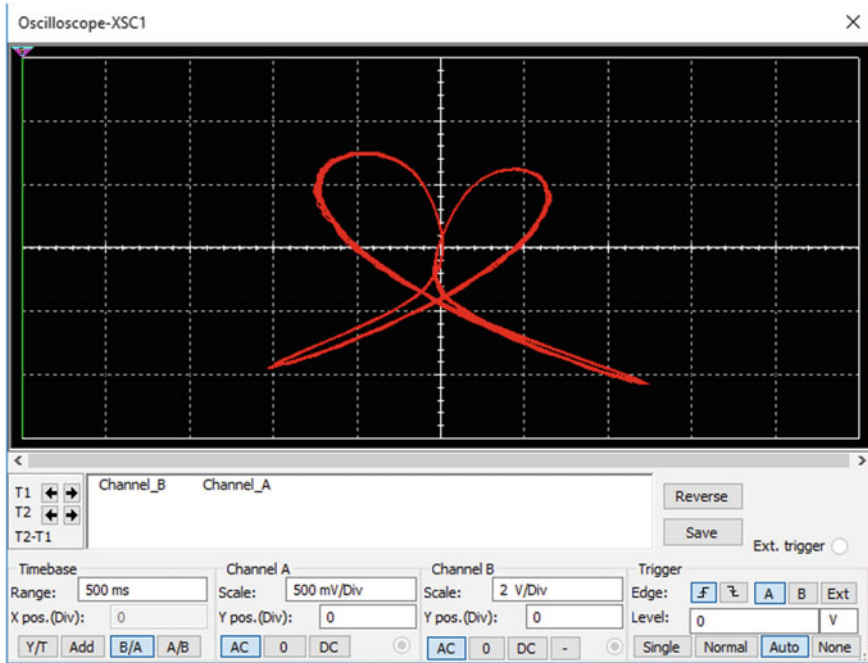 Oscilloscope-XSC1
T1
T2
T2-T1
Channel_B Channel_A
Reverse
Save
Ext. trigger
Timebase
Range: 500 ms
X pos.(Div): 0
Y/T Add B/A A/B
Channel A
Scale: 500 mV/Div
Y pos.(Div): 0
AC 0 DC
Channel B
Scale: 2 V/Div
Y pos.(Div): 0
AC 0 DC -
Trigger
Edge: A B Ext
Level: 0 V
Single Normal Auto None